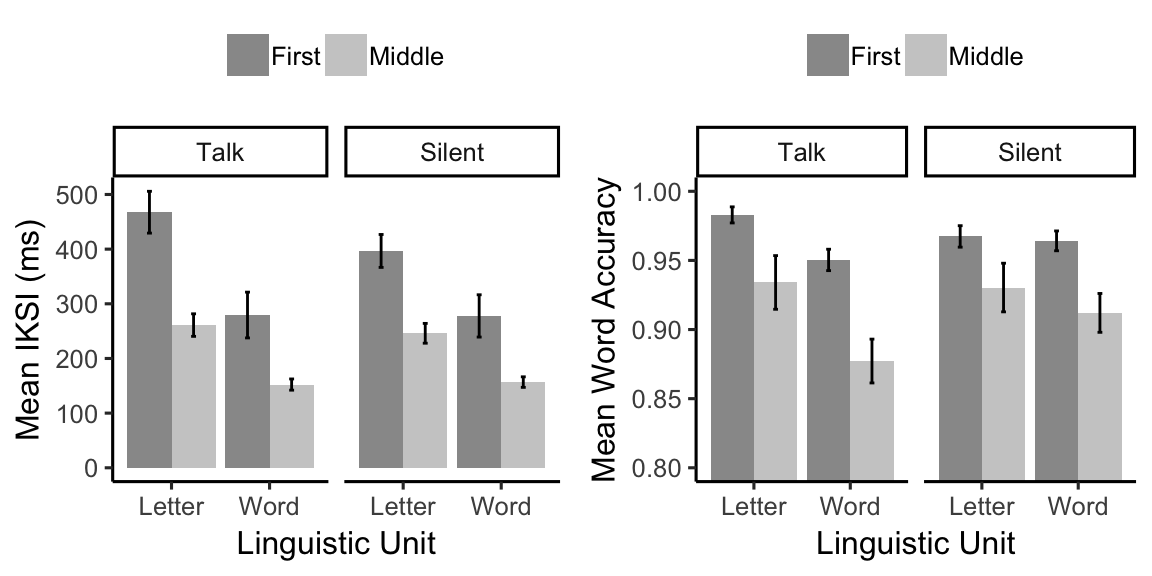 First Middle
Talk Silent
Mean IKSI (ms)
500
400
300
200
100
0
Letter Word Letter Word
Linguistic Unit
First Middle
Talk Silent
Mean Word Accuracy
1.00
0.95
0.90
0.85
0.80
Letter Word Letter Word
Linguistic Unit